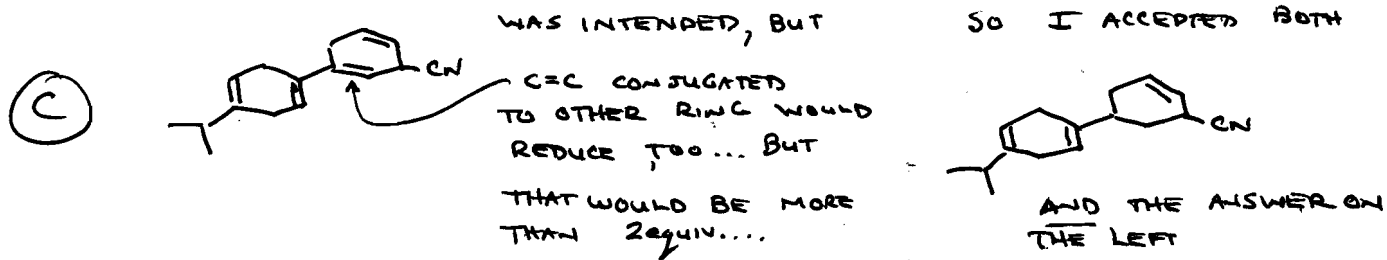 WAS INTENDED, BUT
SO I ACCEPTED BOTH
C
CN
C=C CONJUGATED
TO OTHER RING WOULD
REDUCE TOO... BUT
THAT WOULD BE MORE
THAN 2equiv....
CN
AND THE ANSWER ON
THE LEFT